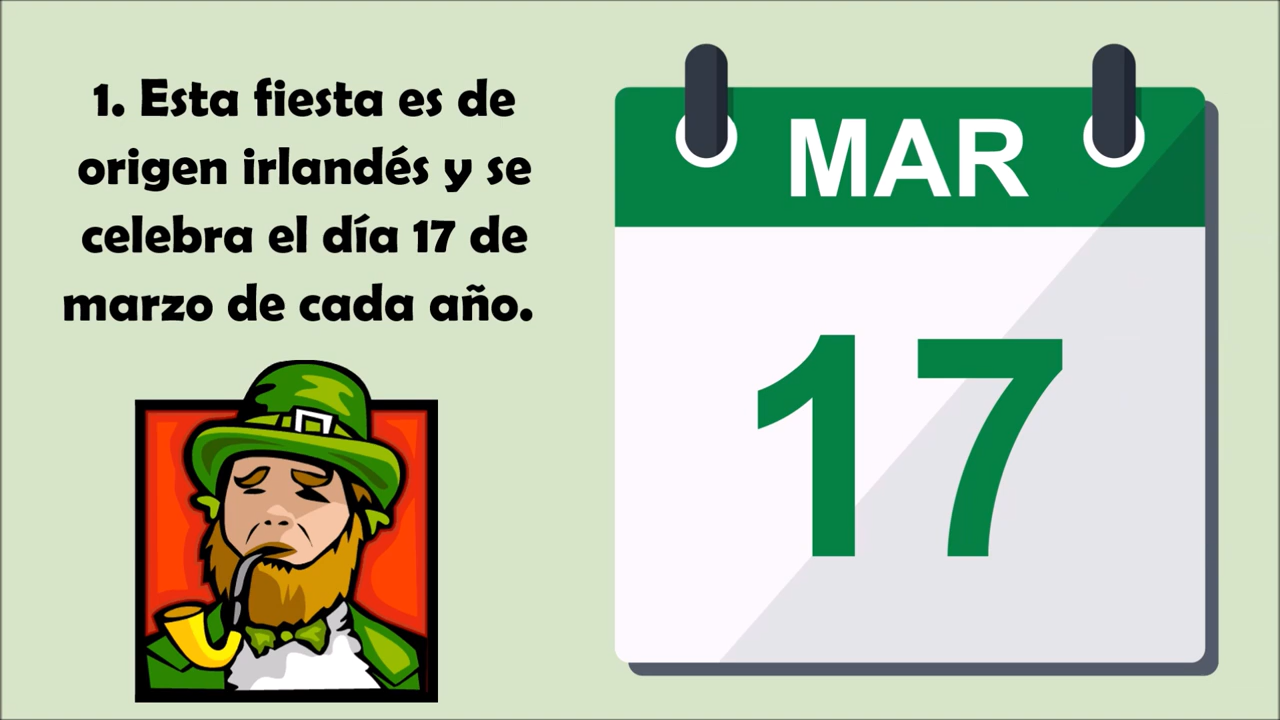 1. Esta fiesta es de
origen irlandés y se
celebra el día 17 de
marzo de cada año.
MAR
17